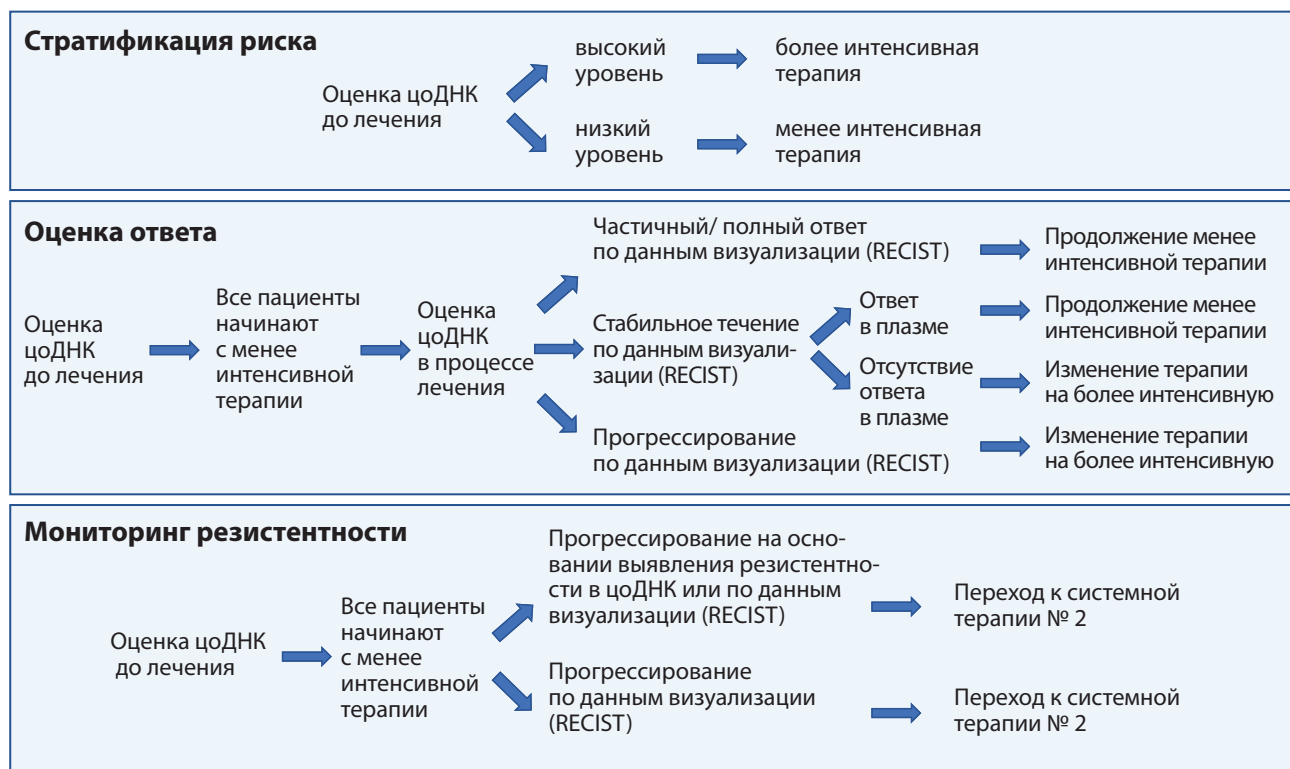 Стратификация риска
Оценка цоДНК
до лечения
высокий
уровень
более интенсивная
терапия
низкий
уровень
менее интенсивная
терапия
Оценка ответа
Оценка
цоДНК
до лечения
Все пациенты
начинают
с менее
интенсивной
терапии
Оценка
цоДНК
в процессе
лечения
Частичный/ полный ответ
по данным визуализации (RECIST)
Продолжение менее
интенсивной терапии
Стабильное течение
по данным визуали-
зации (RECIST)
Ответ
в плазме
Продолжение менее
интенсивной терапии
Отсутствие
ответа
в плазме
Изменение терапии
на более интенсивную
Прогрессирование
по данным визуализации (RECIST)
Изменение терапии
на более интенсивную
Мониторинг резистентности
Оценка цоДНК
до лечения
Все пациенты
начинают
с менее
интенсивной
терапии
Прогрессирование на осно-
вании выявления резистентно-
сти в цоДНК или по данным
визуализации (RECIST)
Переход к системной
терапии № 2
Прогрессирование
по данным визуализации
(RECIST)
Переход к системной
терапии № 2